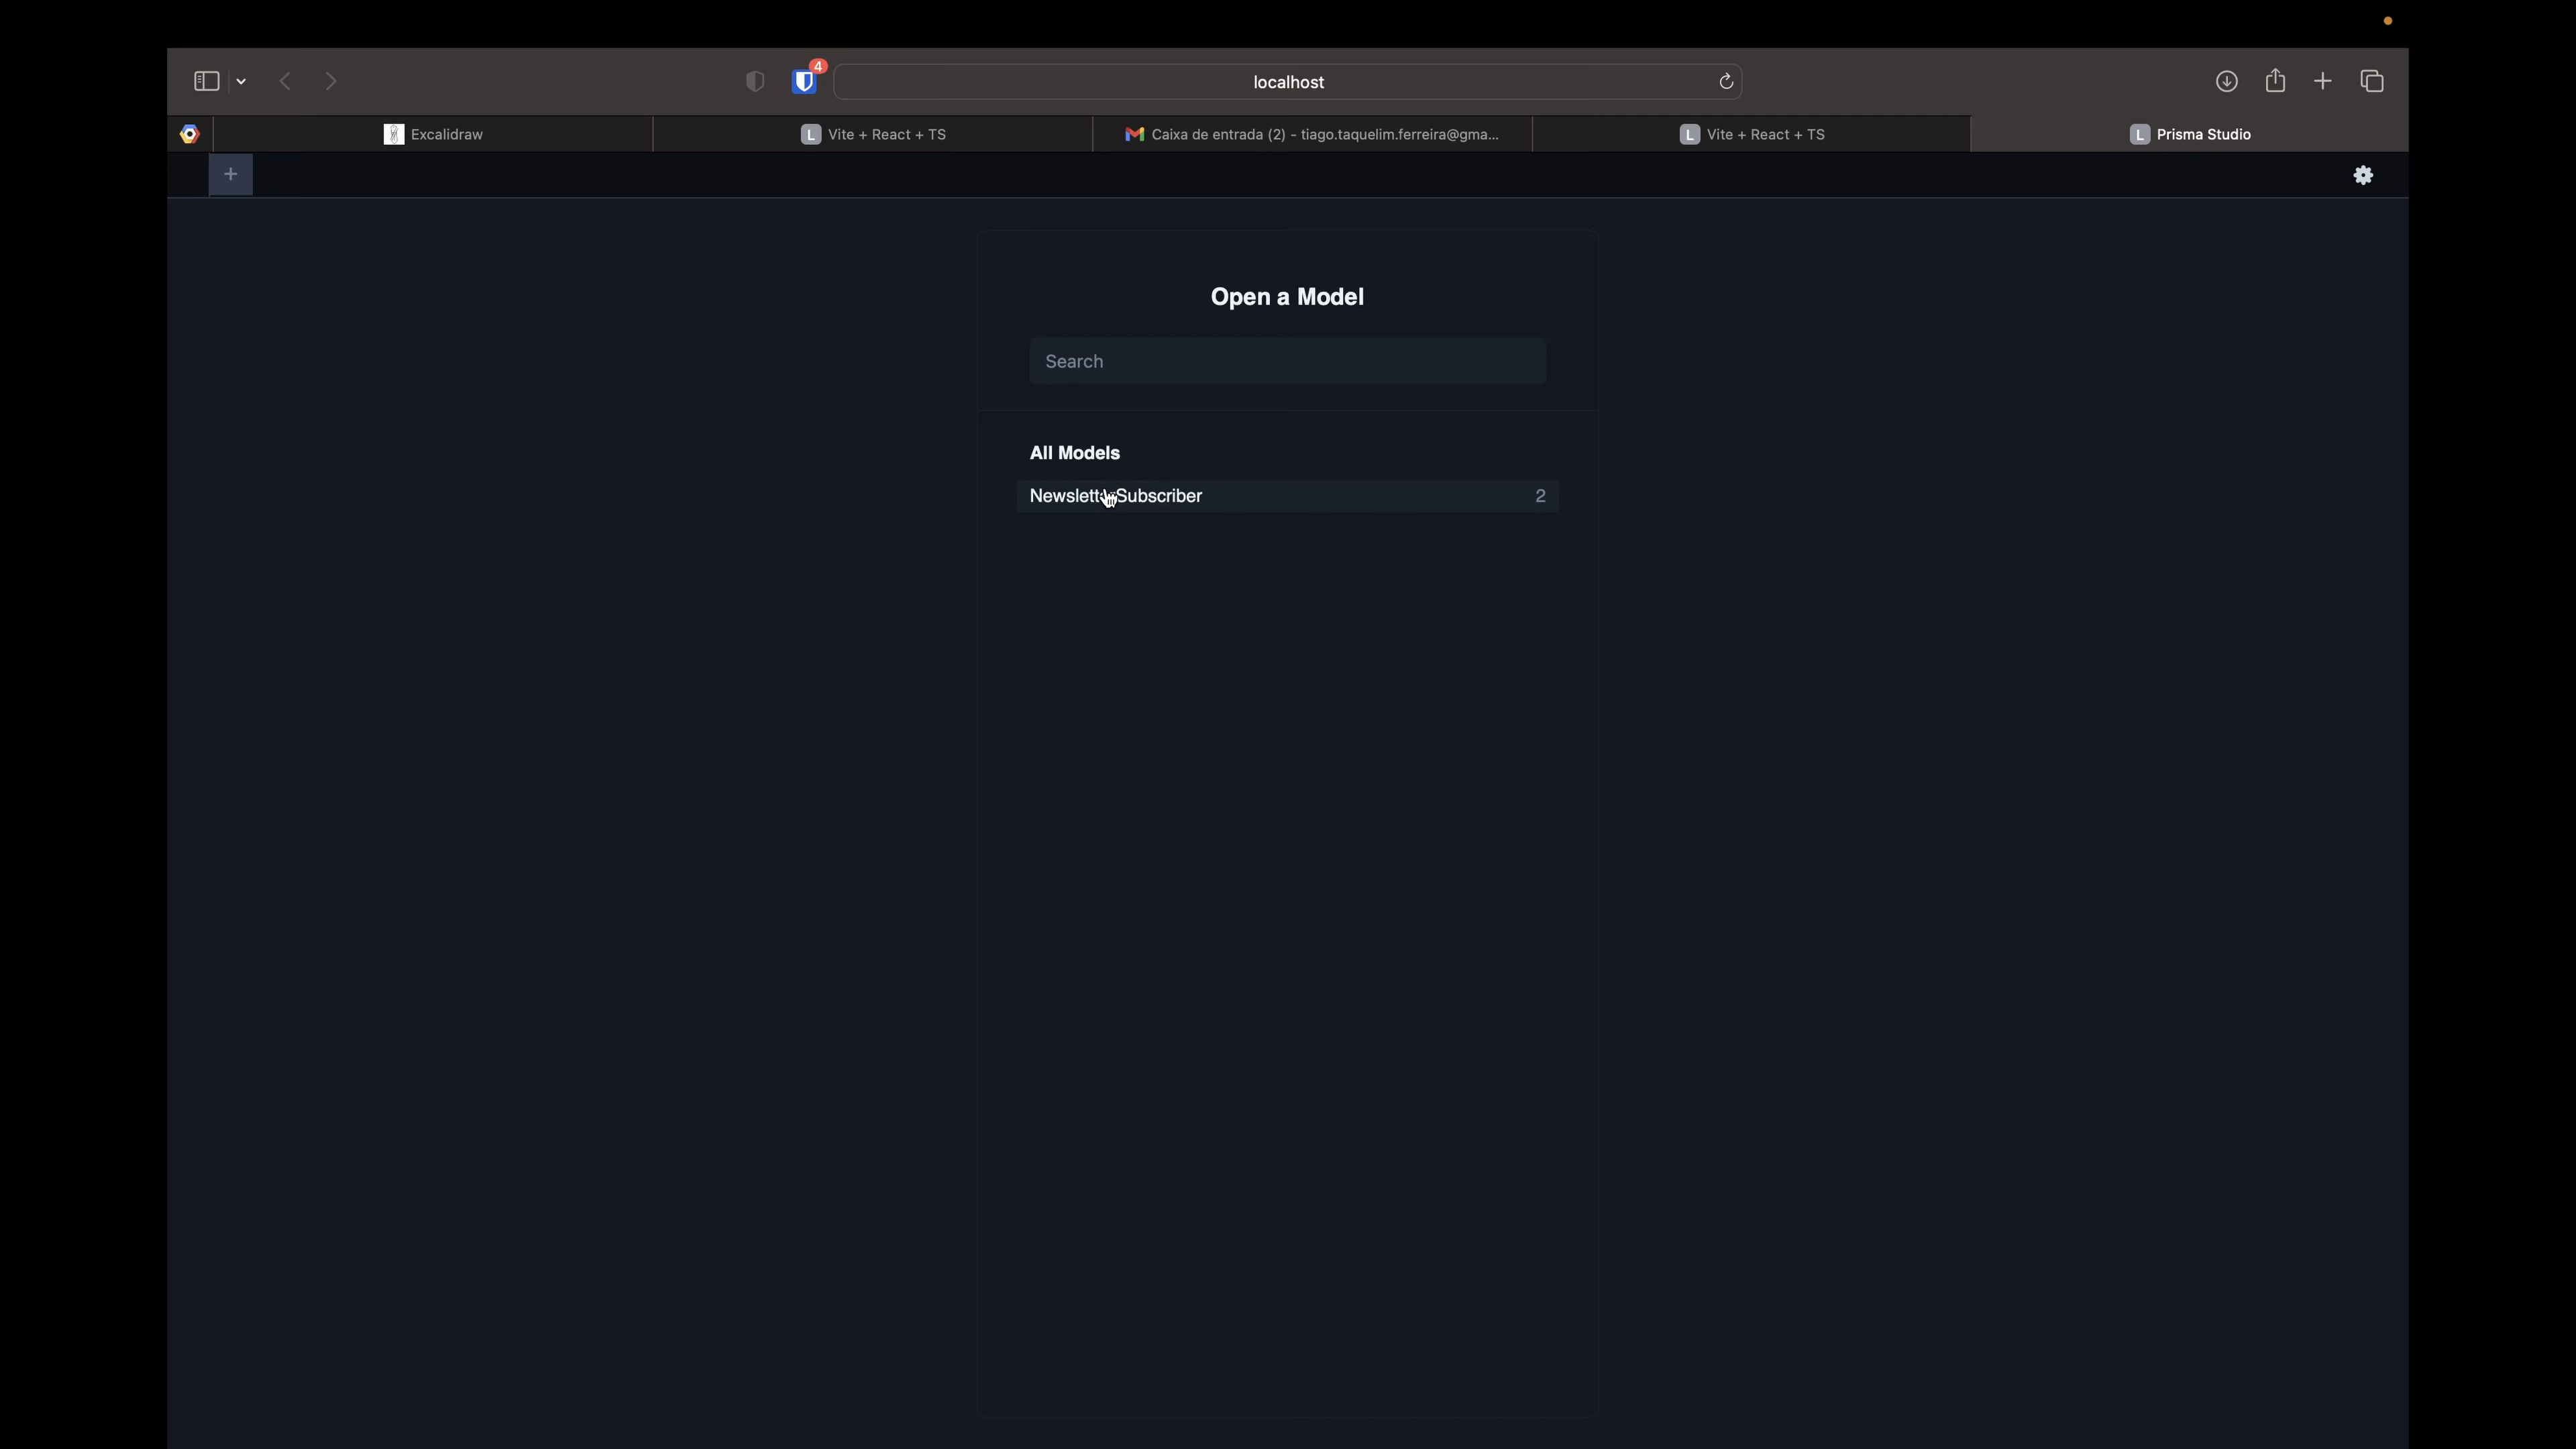 4
localhost
Excalidraw
L Vite + React + TS
Caixa de entrada (2) - tiago.taquelim.ferreira@gma...
L Vite + React + TS
L Prisma Studio
+
Open a Model
Search
All Models
Subscriber 2